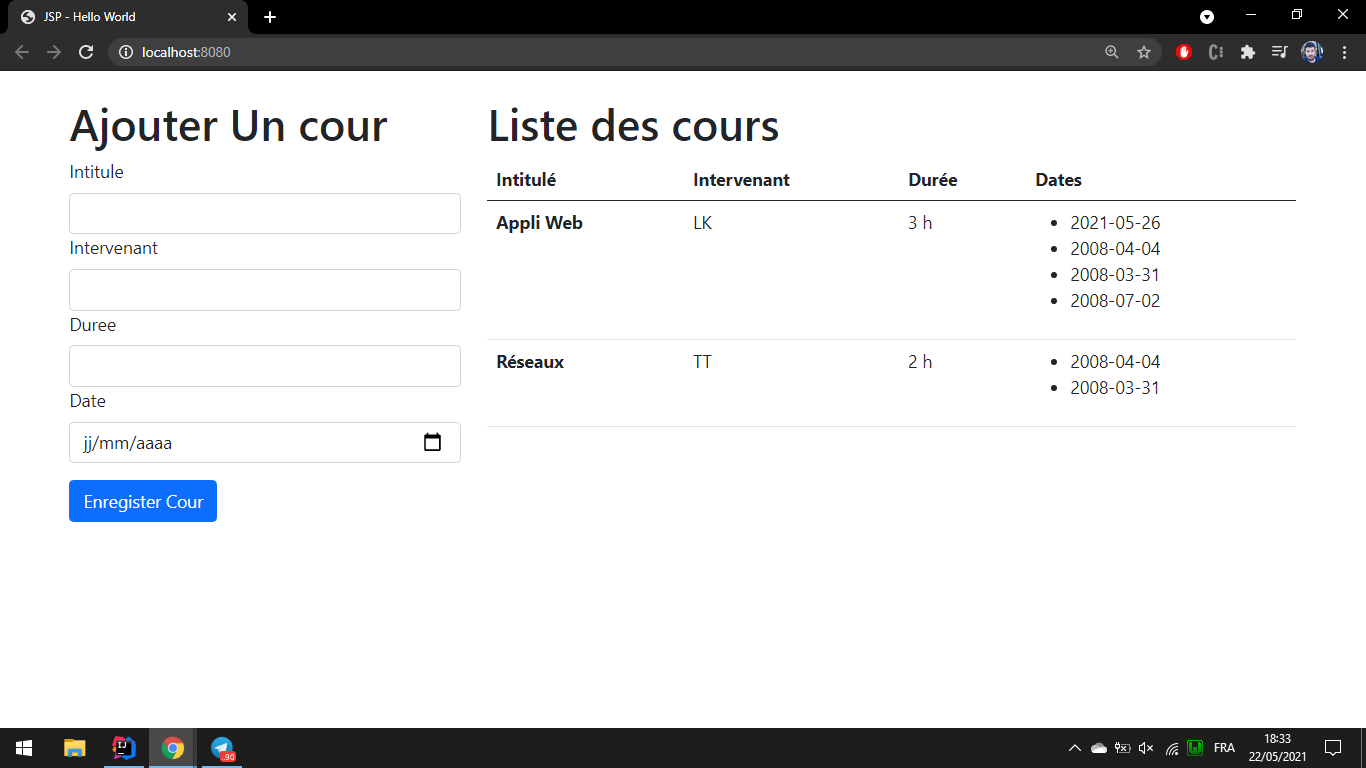 JSP - Hello World
localhost:8080
Ajouter Un cour
Intitule
Intervenant
Duree
Date
jj/mm/aaaa
Enregister Cour
Liste des cours
Intitulé Intervenant Durée Dates
Appli Web LK 3 h 2021-05-26
2008-04-04
2008-03-31
2008-07-02
Réseaux TT 2 h 2008-04-04
2008-03-31
90
FRA
18:33
22/05/2021